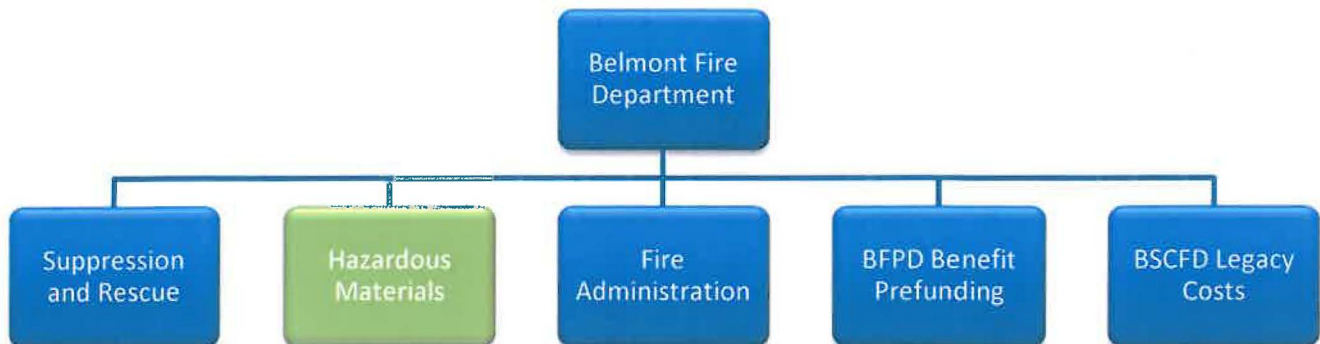 Belmont Fire
Department
Suppression
and Rescue
Hazardous
Materials
Fire
Administration
BFPD Benefit
Prefunding
BSCFD Legacy
Costs